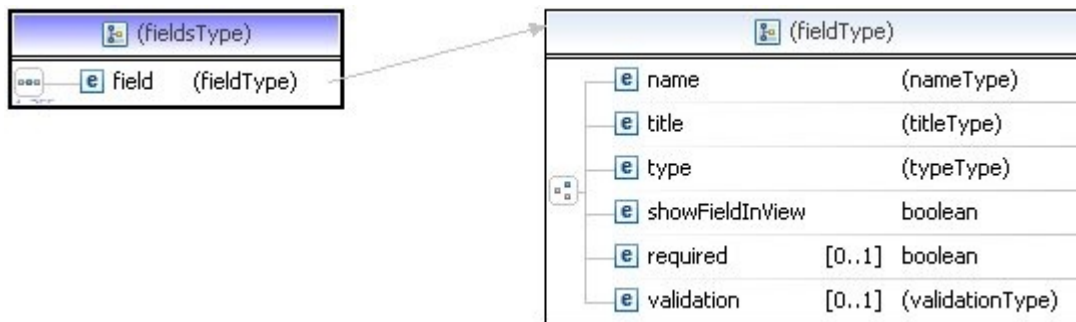 (fieldsType)
e field (fieldType)
(fieldType)
e name (nameType)
e title (titleType)
e type (typeType)
e showFieldInView boolean
e required [0..1] boolean
e validation [0..1] (validationType)